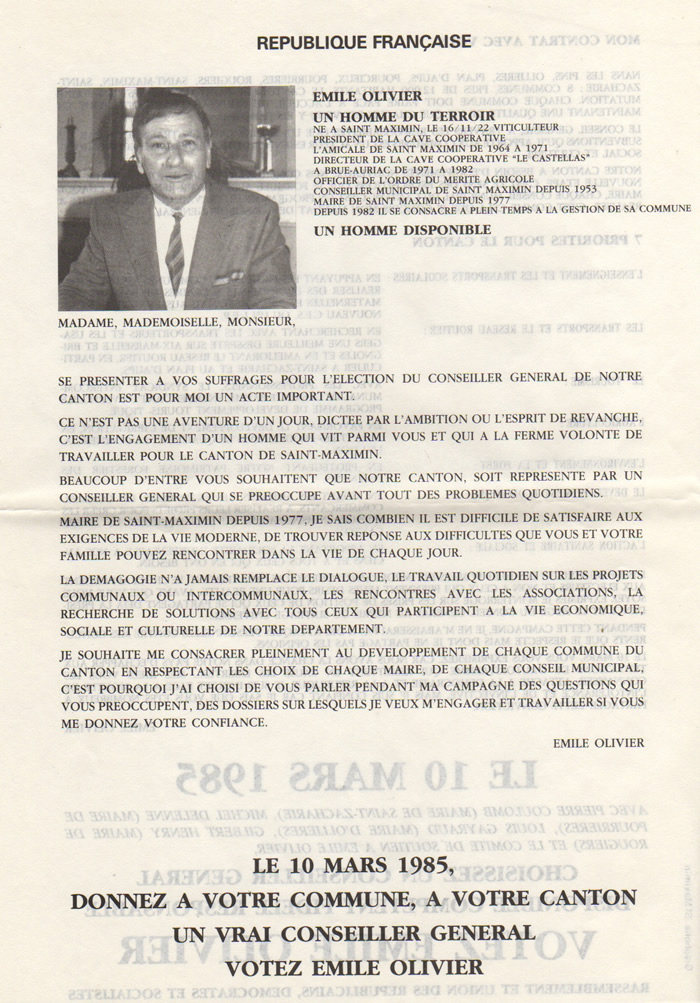 REPUBLIQUE FRANÇAISE
EMILE OLIVIER
UN HOMME DU TERROIR
NE A SAINT MAXIMIN, LE 16/11/22 VITICULTEUR
PRESIDENT DE LA CAVE COOPERATIVE
L'AMICALE DE SAINT MAXIMIN DE 1964 A 1971
DIRECTEUR DE LA CAVE COOPERATIVE "LE CASTELLAS"
A BRUE-AURIAC DE 1971 A 1982
OFFICIER DE L'ORDRE DU MERITE AGRICOLE
CONSEILLER MUNICIPAL DE SAINT MAXIMIN DEPUIS 1953
MAIRE DE SAINT MAXIMIN DEPUIS 1977
DEPUIS 1982 IL SE CONSACRE A PLEIN TEMPS A LA GESTION DE SA COMMUNE
UN HOMME DISPONIBLE
MADAME, MADEMOISELLE, MONSIEUR,
SE PRESENTER A VOS SUFFRAGES POUR L'ELECTION DU CONSEILLER GENERAL DE NOTRE
CANTON EST POUR MOI UN ACTE IMPORTANT.
CE N'EST PAS UNE AVENTURE D'UN JOUR, DICTEE PAR L'AMBITION OU L'ESPRIT DE REVANCHE,
C'EST L'ENGAGEMENT D'UN HOMME QUI VIT PARMI VOUS ET QUI A LA FERME VOLONTE DE
TRAVAILLER POUR LE CANTON DE SAINT-MAXIMIN.
BEAUCOUP D'ENTRE VOUS SOUHAITENT QUE NOTRE CANTON, SOIT REPRESENTE PAR UN
CONSEILLER GENERAL QUI SE PREOCCUPE AVANT TOUT DES PROBLEMES QUOTIDIENS.
MAIRE DE SAINT-MAXIMIN DEPUIS 1977, JE SAIS COMBIEN IL EST DIFFICILE DE SATISFAIRE AUX
EXIGENCES DE LA VIE MODERNE, DE TROUVER REPONSE AUX DIFFICULTES QUE VOUS ET VOTRE
FAMILLE POUVEZ RENCONTRER DANS LA VIE DE CHAQUE JOUR.
LA DEMAGOGIE N'A JAMAIS REMPLACE LE DIALOGUE, LE TRAVAIL QUOTIDIEN SUR LES PROJETS
COMMUNAUX OU INTERCOMMUNAUX, LES RENCONTRES AVEC LES ASSOCIATIONS, LA
RECHERCHE DE SOLUTIONS AVEC TOUS CEUX QUI PARTICIPENT A LA VIE ECONOMIQUE,
SOCIALE ET CULTURELLE DE NOTRE DEPARTEMENT.
JE SOUHAITE ME CONSACRER PLEINEMENT AU DEVELOPPEMENT DE CHAQUE COMMUNE DU
CANTON EN RESPECTANT LES CHOIX DE CHAQUE MAIRE, DE CHAQUE CONSEIL MUNICIPAL,
C'EST POURQUOI J'AI CHOISI DE VOUS PARLER PENDANT MA CAMPAGNE DES QUESTIONS QUI
VOUS PREOCCUPENT, DES DOSSIERS SUR LESQUELS JE VEUX M'ENGAGER ET TRAVAILLER SI VOUS
ME DONNEZ VOTRE CONFIANCE.
EMILE OLIVIER
LE 10 MARS 1985,
DONNEZ A VOTRE COMMUNE, A VOTRE CANTON
UN VRAI CONSEILLER GENERAL
VOTEZ EMILE OLIVIER